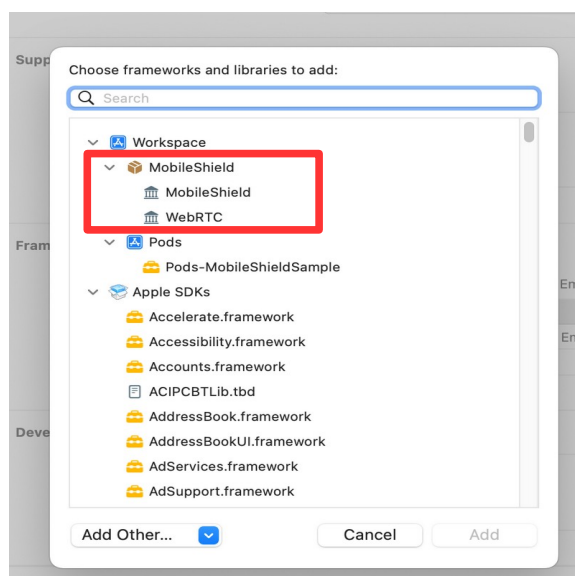 Supp
Choose frameworks and libraries to add:
Search
Workspace
MobileShield
MobileShield
WebRTC
Fram
Pods
Pods-MobileShieldSample
Em
Apple SDKs
Accelerate.framework
En
Accessibility.framework
Accounts.framework
ACIPCBTLib.tbd
AddressBook.framework
Deve
AddressBookUI.framework
AdServices.framework
AdSupport.framework
Add Other... Cancel Add